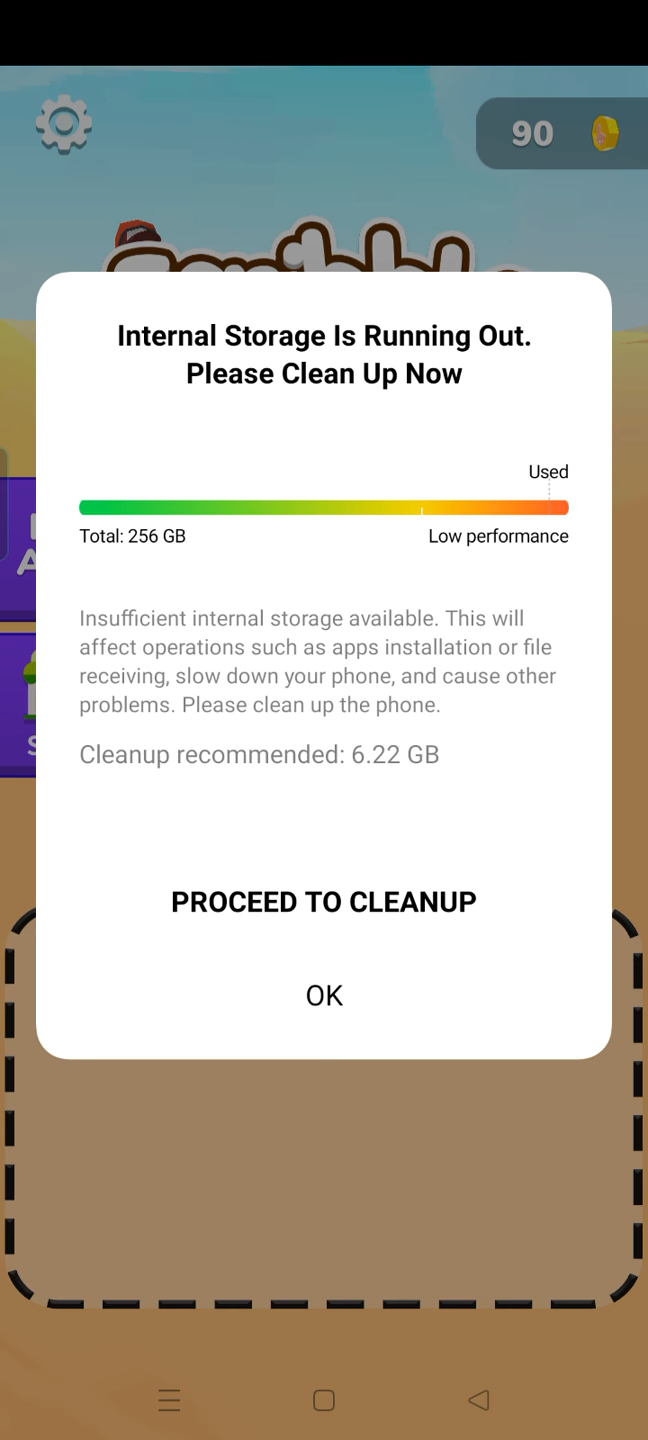 90
Internal Storage Is Running Out.
Please Clean Up Now
Used
Total: 256 GB
Low performance
Insufficient internal storage available. This will
affect operations such as apps installation or file
receiving, slow down your phone, and cause other
problems. Please clean up the phone.
Cleanup recommended: 6.22 GB
PROCEED TO CLEANUP
OK